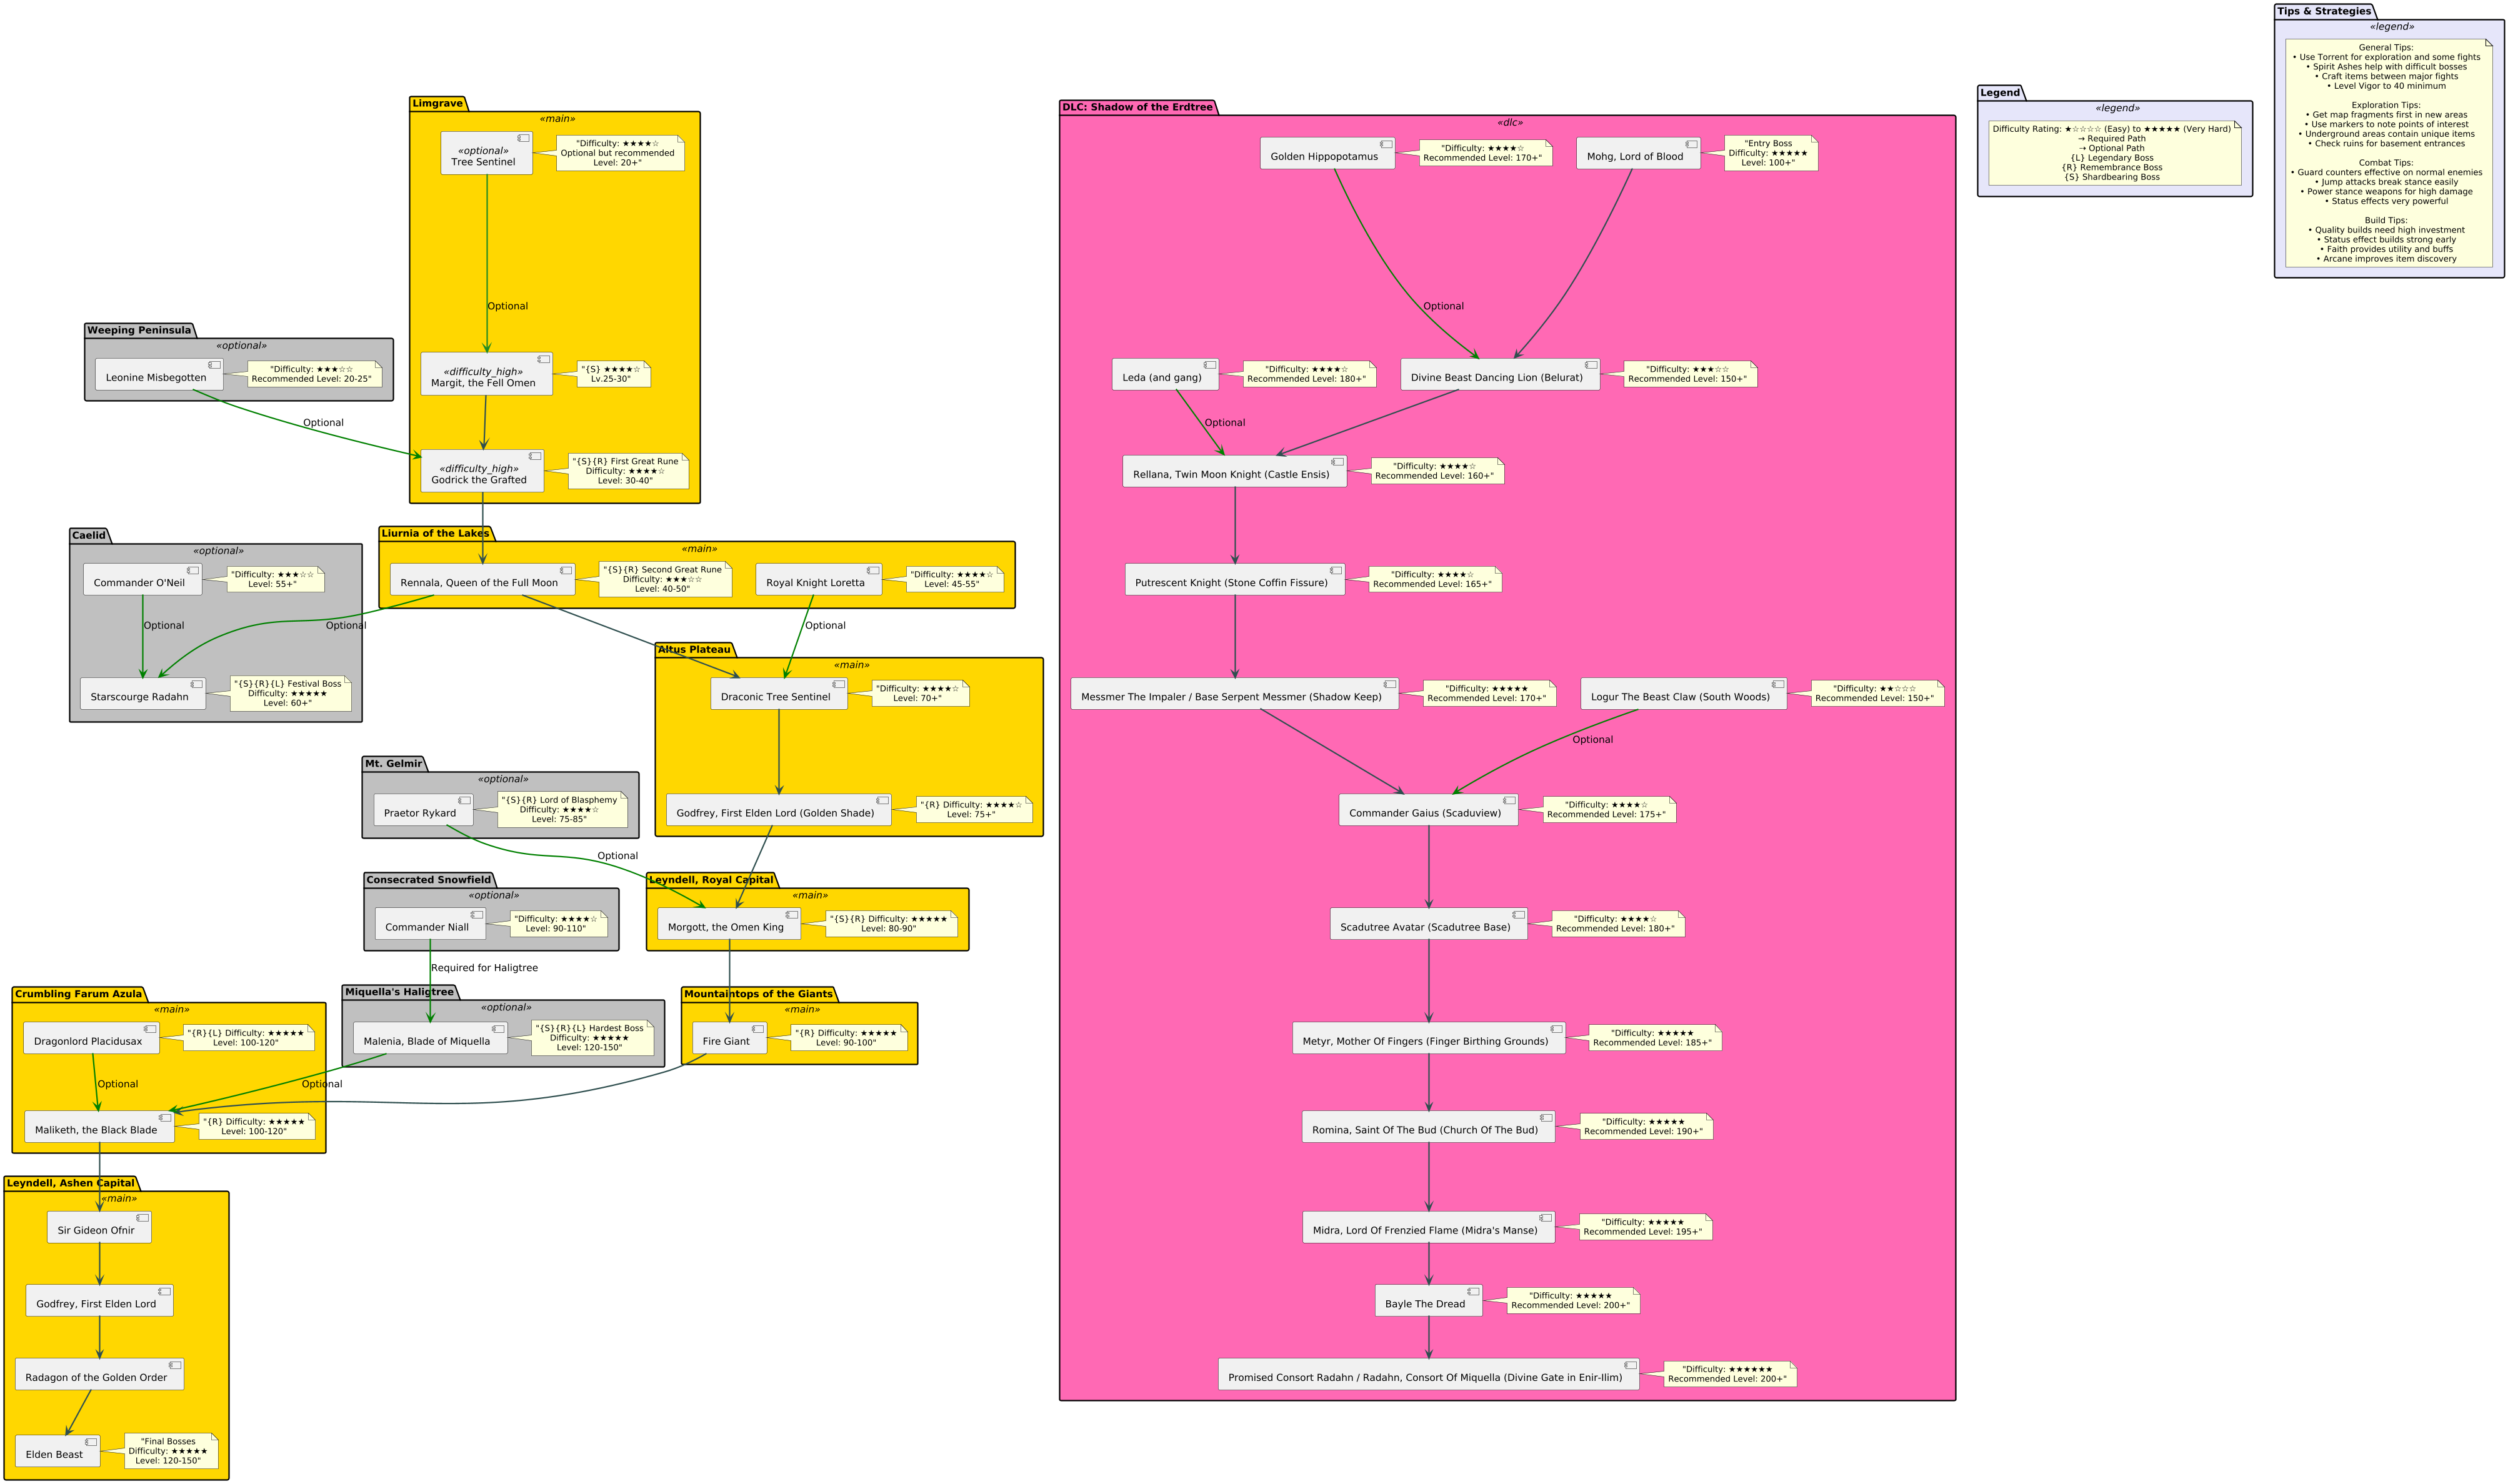 Limgrave
«main»
«optional»
Tree Sentinel
"Difficulty: ★★★★☆
Optional but recommended
Level: 20+"
Optional
«difficulty_high»
Margit, the Fell Omen
"{S} ★★★★☆
Lv.25-30"
«difficulty_high»
Godrick the Grafted
"{S}{R} First Great Rune
Difficulty: ★★★★☆
Level: 30-40"
Weeping Peninsula
«optional»
Leonine Misbegotten
"Difficulty: ★★★☆☆
Recommended Level: 20-25"
Optional
Caelid
«optional»
Commander O'Neil
"Difficulty: ★★★☆☆
Level: 55+"
Optional
Starscourge Radahn
"{S}{R}{L} Festival Boss
Difficulty: ★★★★★
Level: 60+"
Liurnia of the Lakes
«main»
Rennala, Queen of the Full Moon
"{S}{R} Second Great Rune
Difficulty: ★★★☆☆
Level: 40-50"
Royal Knight Loretta
"Difficulty: ★★★★☆
Level: 45-55"
Optional
Optional
Altus Plateau
«main»
Draconic Tree Sentinel
"Difficulty: ★★★★☆
Level: 70+"
Godfrey, First Elden Lord (Golden Shade)
"{R} Difficulty: ★★★★☆
Level: 75+"
Mt. Gelmir
«optional»
Praetor Rykard
"{S}{R} Lord of Blasphemy
Difficulty: ★★★★☆
Level: 75-85"
Optional
Consecrated Snowfield
«optional»
Commander Niall
"Difficulty: ★★★★☆
Level: 90-110"
Required for Haligtree
Leyndell, Royal Capital
«main»
Morgott, the Omen King
"{S}{R} Difficulty: ★★★★★
Level: 80-90"
Crumbling Farum Azula
«main»
Dragonlord Placidusax
"{R}{L} Difficulty: ★★★★★
Level: 100-120"
Optional
Maliketh, the Black Blade
"{R} Difficulty: ★★★★★
Level: 100-120"
Miquella's Haligtree
«optional»
Malenia, Blade of Miquella
"{S}{R}{L} Hardest Boss
Difficulty: ★★★★★
Level: 120-150"
Optional
Mountaintops of the Giants
«main»
Fire Giant
"{R} Difficulty: ★★★★★
Level: 90-100"
Leyndell, Ashen Capital
«main»
Sir Gideon Ofnir
Godfrey, First Elden Lord
Radagon of the Golden Order
Elden Beast
"Final Bosses
Difficulty: ★★★★★
Level: 120-150"
DLC: Shadow of the Erdtree
«dlc»
Golden Hippopotamus
"Difficulty: ★★★★☆
Recommended Level: 170+"
Mohg, Lord of Blood
"Entry Boss
Difficulty: ★★★★★
Level: 100+"
Optional
Leda (and gang)
"Difficulty: ★★★★☆
Recommended Level: 180+"
Divine Beast Dancing Lion (Belurat)
"Difficulty: ★★★☆☆
Recommended Level: 150+"
Optional
Rellana, Twin Moon Knight (Castle Ensis)
"Difficulty: ★★★★☆
Recommended Level: 160+"
Putrescent Knight (Stone Coffin Fissure)
"Difficulty: ★★★★☆
Recommended Level: 165+"
Messmer The Impaler / Base Serpent Messmer (Shadow Keep)
"Difficulty: ★★★★★
Recommended Level: 170+"
Logur The Beast Claw (South Woods)
"Difficulty: ★★☆☆☆
Recommended Level: 150+"
Optional
Commander Gaius (Scaduview)
"Difficulty: ★★★★☆
Recommended Level: 175+"
Scadutree Avatar (Scadutree Base)
"Difficulty: ★★★★☆
Recommended Level: 180+"
Metyr, Mother Of Fingers (Finger Birthing Grounds)
"Difficulty: ★★★★★
Recommended Level: 185+"
Romina, Saint Of The Bud (Church Of The Bud)
"Difficulty: ★★★★★
Recommended Level: 190+"
Midra, Lord Of Frenzied Flame (Midra's Manse)
"Difficulty: ★★★★★
Recommended Level: 195+"
Bayle The Dread
"Difficulty: ★★★★★
Recommended Level: 200+"
Promised Consort Radahn / Radahn, Consort Of Miquella (Divine Gate in Enir-Ilim)
"Difficulty: ★★★★★★
Recommended Level: 200+"
Legend
«legend»
Difficulty Rating: ★☆☆☆☆ (Easy) to ★★★★★ (Very Hard)
→ Required Path
⇢ Optional Path
{L} Legendary Boss
{R} Remembrance Boss
{S} Shardbearing Boss
Tips & Strategies
«legend»
General Tips:
• Use Torrent for exploration and some fights
• Spirit Ashes help with difficult bosses
• Craft items between major fights
• Level Vigor to 40 minimum
Exploration Tips:
• Get map fragments first in new areas
• Use markers to note points of interest
• Underground areas contain unique items
• Check ruins for basement entrances
Combat Tips:
• Guard counters effective on normal enemies
• Jump attacks break stance easily
• Power stance weapons for high damage
• Status effects very powerful
Build Tips:
• Quality builds need high investment
• Status effect builds strong early
• Faith provides utility and buffs
• Arcane improves item discovery